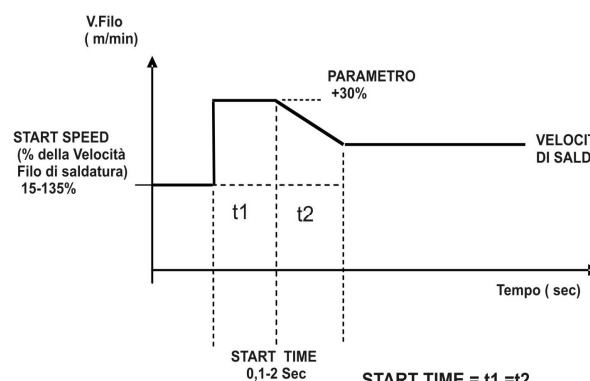 V.Filo
( m/min)
PARAMETRO
+30%
START SPEED
(% della Velocità
Filo di saldatura)
15-135%
DI
t1
t2
Tempo ( sec)
START TIME
0,1-2 Sec
START TIME = t1 =t2